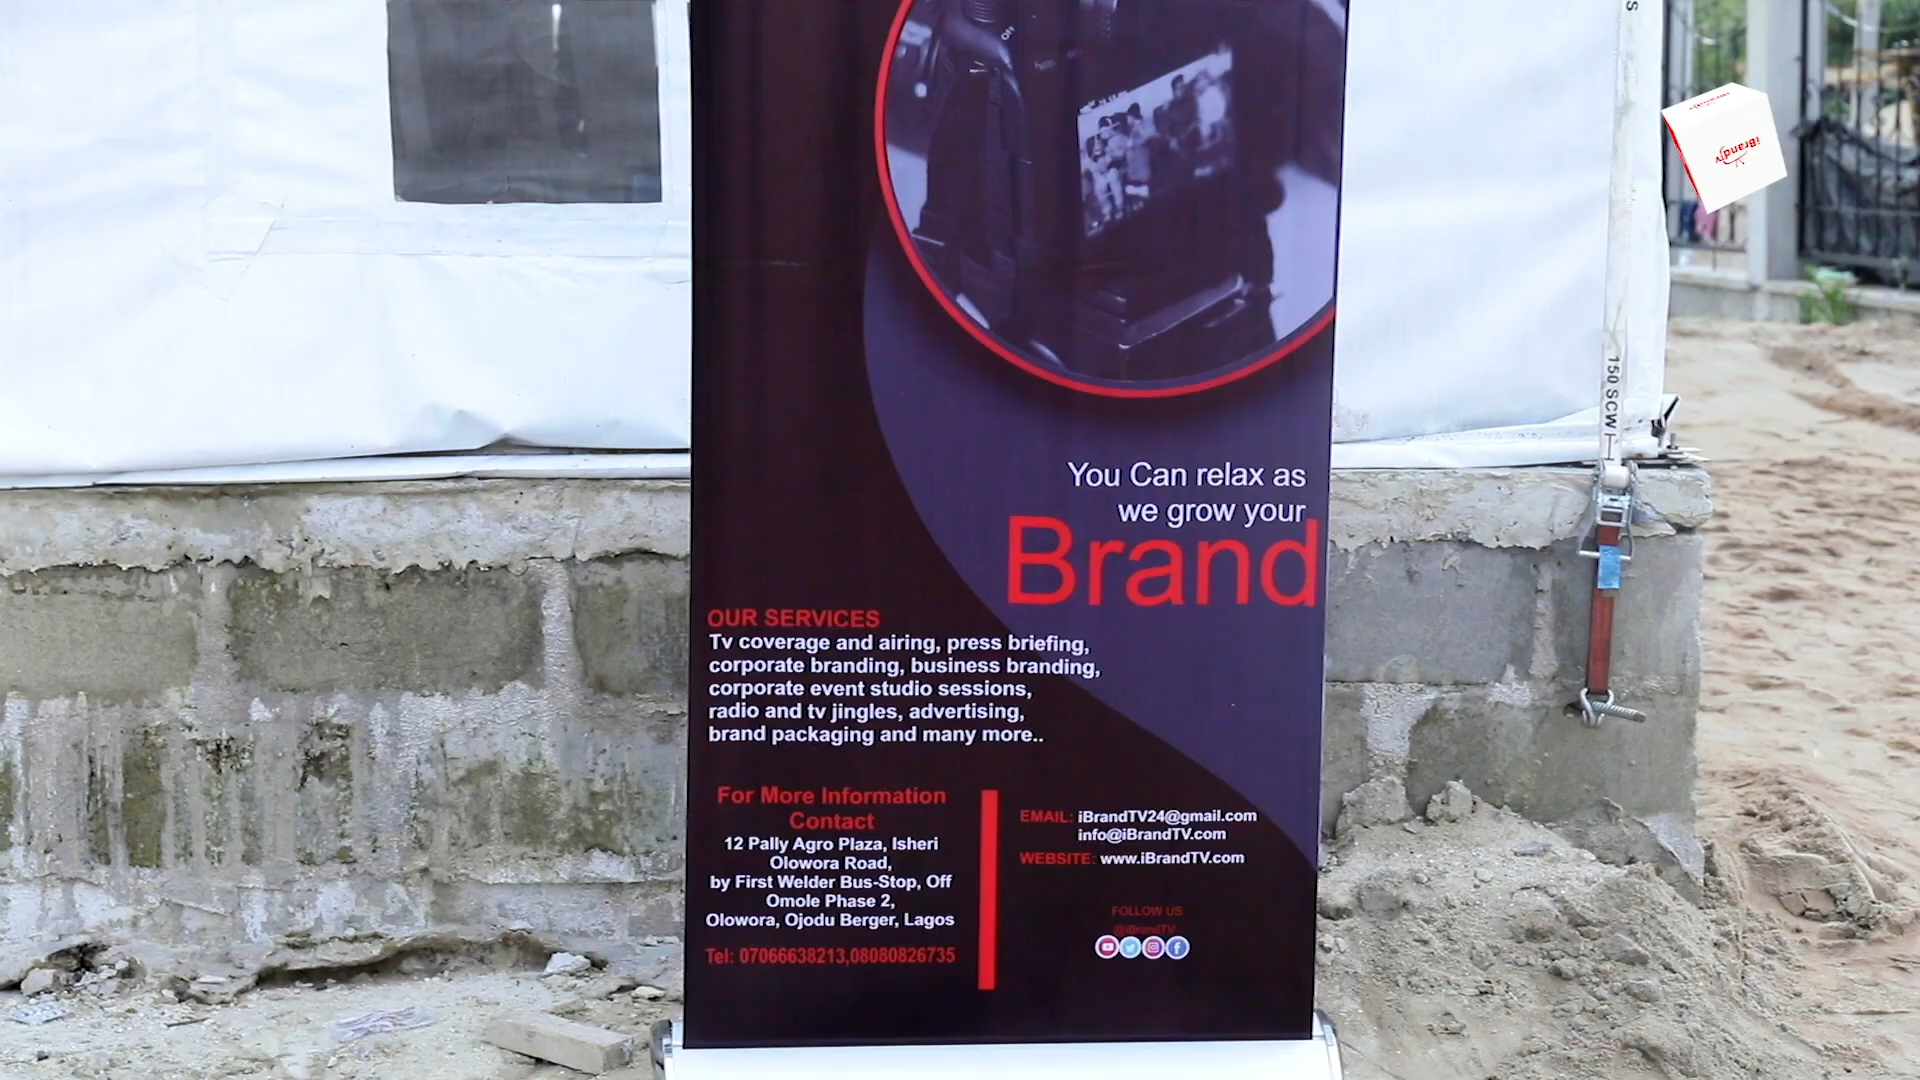 ON
You Can relax as
we grow your
Brand
OUR SERVICES
Tv coverage and airing, press briefing,
corporate branding, business branding,
corporate event studio sessions,
radio and tv jingles, advertising,
brand packaging and many more..
For More Information
Contact
12 Pally Agro Plaza, Isheri
Olowora Road,
by First Welder Bus-Stop, Off
Omole Phase 2,
Olowora, Ojodu Berger, Lagos
Tel: 07066638213,08080826735
EMAIL: iBrandTV24@gmail.com
info@iBrandTV.com
WEBSITE: www.iBrandTV.com
FOLLOW US
@iBrandTV
iBrandTV
S
150 SCW